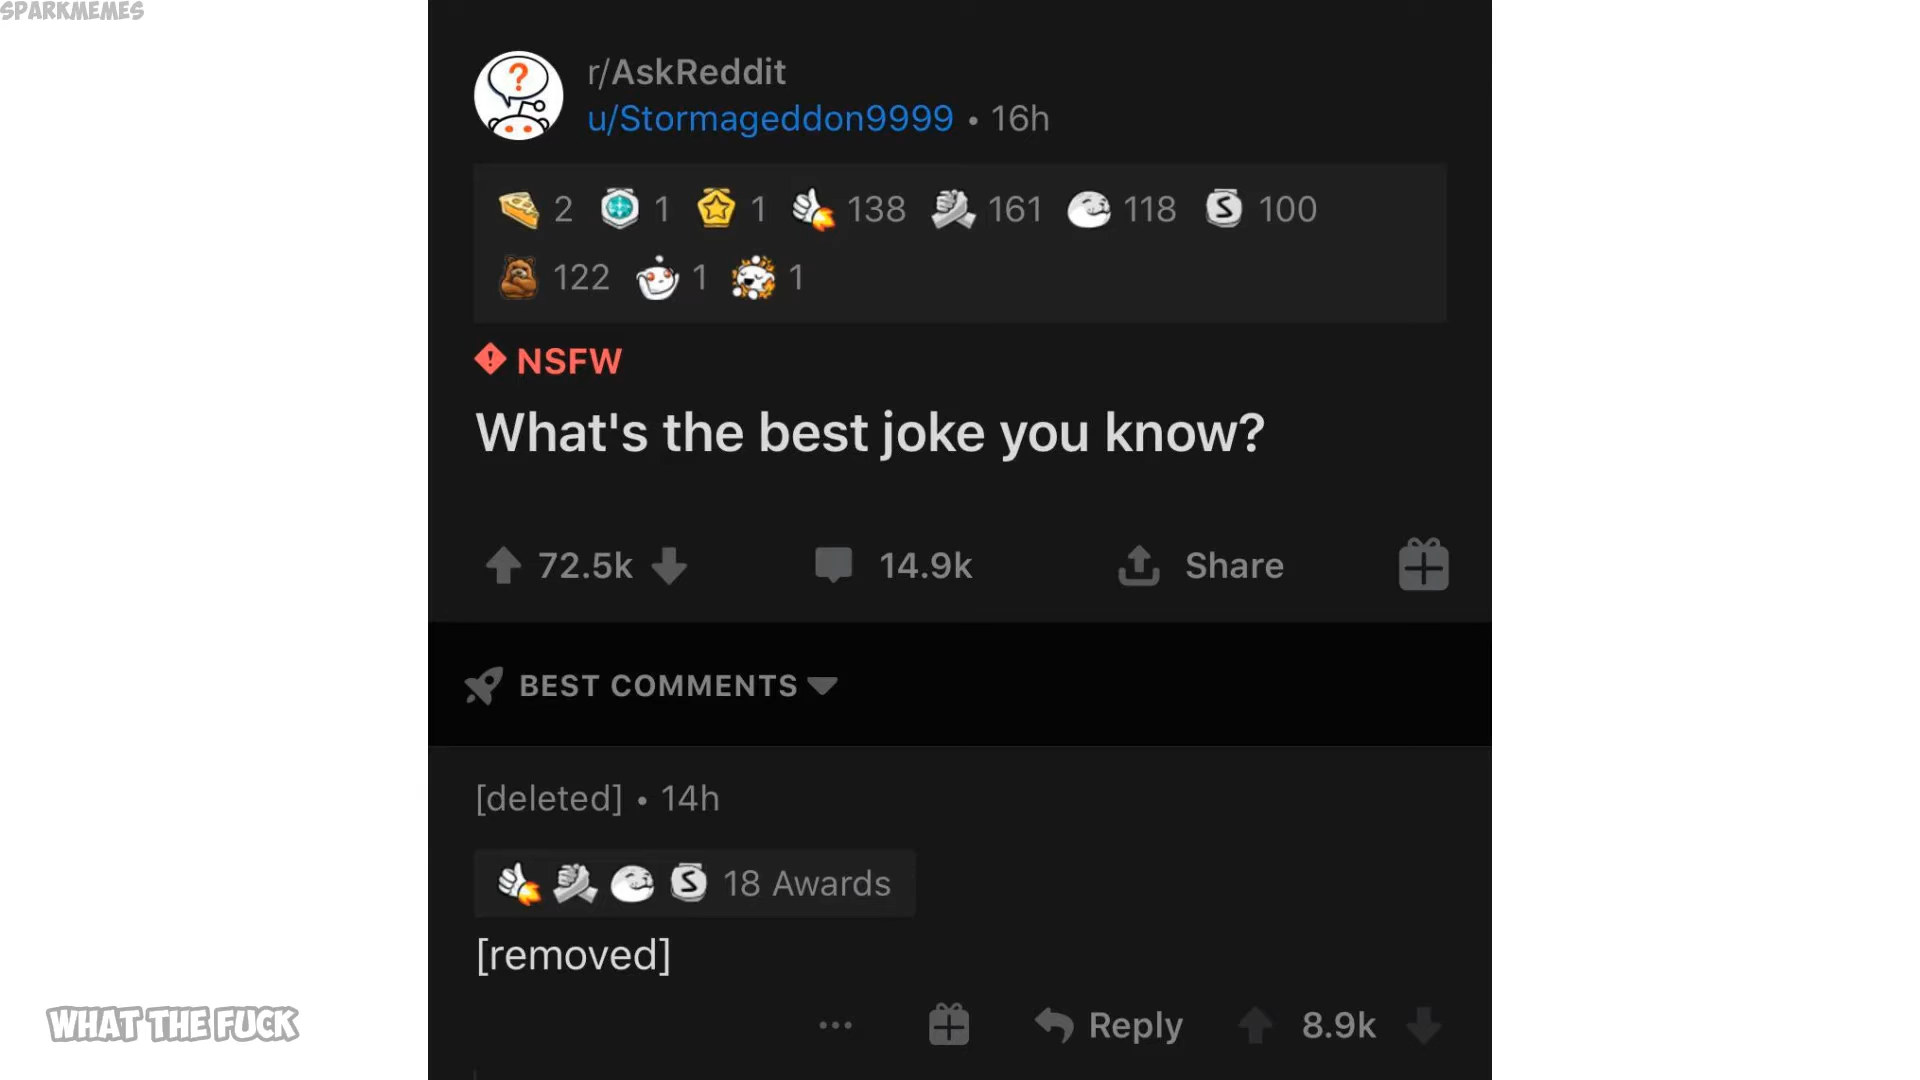 SPARKMEMES
r/AskReddit
u/Stormageddon9999 • 16h
2 1 1 138 161 118 S 100
122 1 1
NSFW
What's the best joke you know?
72.5k 14.9k Share
BEST COMMENTS
[deleted] • 14h
S 18 Awards
[removed]
... Reply 8.9k
WHAT THE FUCK